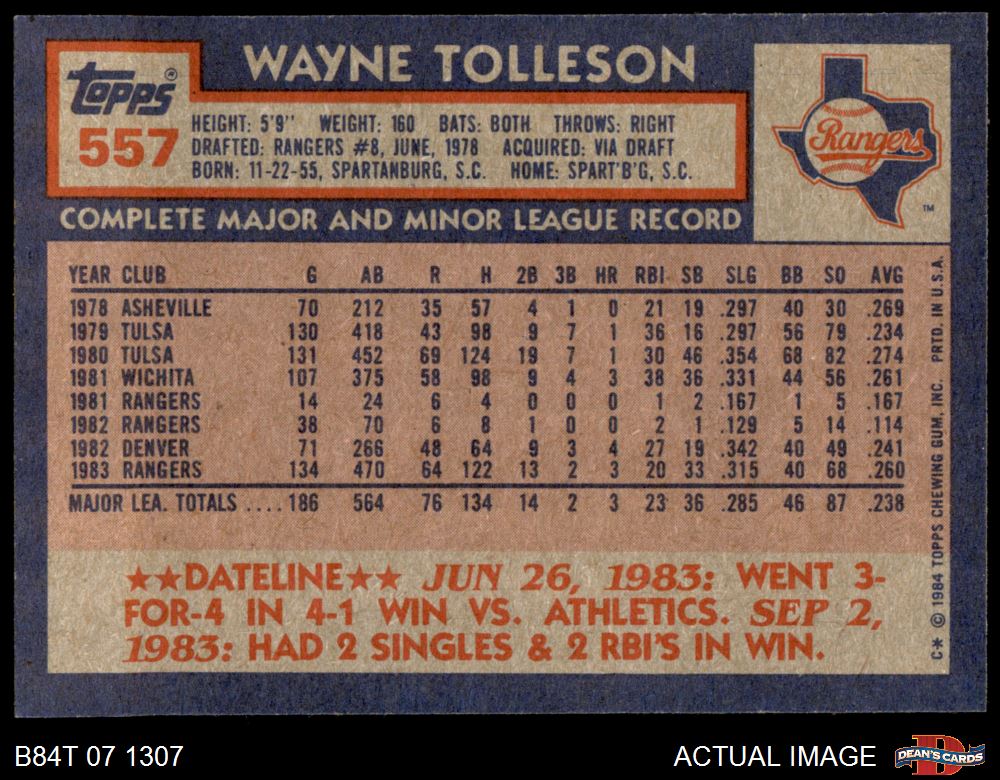 WAYNE TOLLESON
Topps®
557
HEIGHT: 5'9" WEIGHT: 160 BATS: BOTH THROWS: RIGHT
DRAFTED: RANGERS #8, JUNE, 1978 ACQUIRED: VIA DRAFT
BORN: 11-22-55, SPARTANBURG, S.C. HOME: SPART'B'G, S.C.
Rangers
TM
COMPLETE MAJOR AND MINOR LEAGUE RECORD
YEAR CLUB G AB R H 2B 3B HR RBI SB SLG BB SO AVG
1978 ASHEVILLE 70 212 35 57 4 1 0 21 19 .297 40 30 .269
1979 TULSA 130 418 43 98 9 7 1 36 16 .297 56 79 .234
1980 TULSA 131 452 69 124 19 7 1 30 46 .354 68 82 .274
1981 WICHITA 107 375 58 98 9 4 3 38 36 .331 44 56 .261
1981 RANGERS 14 24 6 4 0 0 0 1 2 .167 1 5 .167
1982 RANGERS 38 70 6 8 1 0 0 2 1 .129 5 14 .114
1982 DENVER 71 266 48 64 9 3 4 27 19 .342 40 49 .241
1983 RANGERS 134 470 64 122 13 2 3 20 33 .315 40 68 .260
MAJOR LEA. TOTALS .... 186 564 76 134 14 2 3 23 36 .285 46 87 .238
★★DATELINE★★ JUN 26, 1983: WENT 3-
FOR-4 IN 4-1 WIN VS. ATHLETICS. SEP 2,
1983: HAD 2 SINGLES & 2 RBI'S IN WIN.
C* © 1984 TOPPS CHEWING GUM, INC. PRTD. IN U.S.A.
B84T 07 1307
ACTUAL IMAGE
DEAN'S CARDS